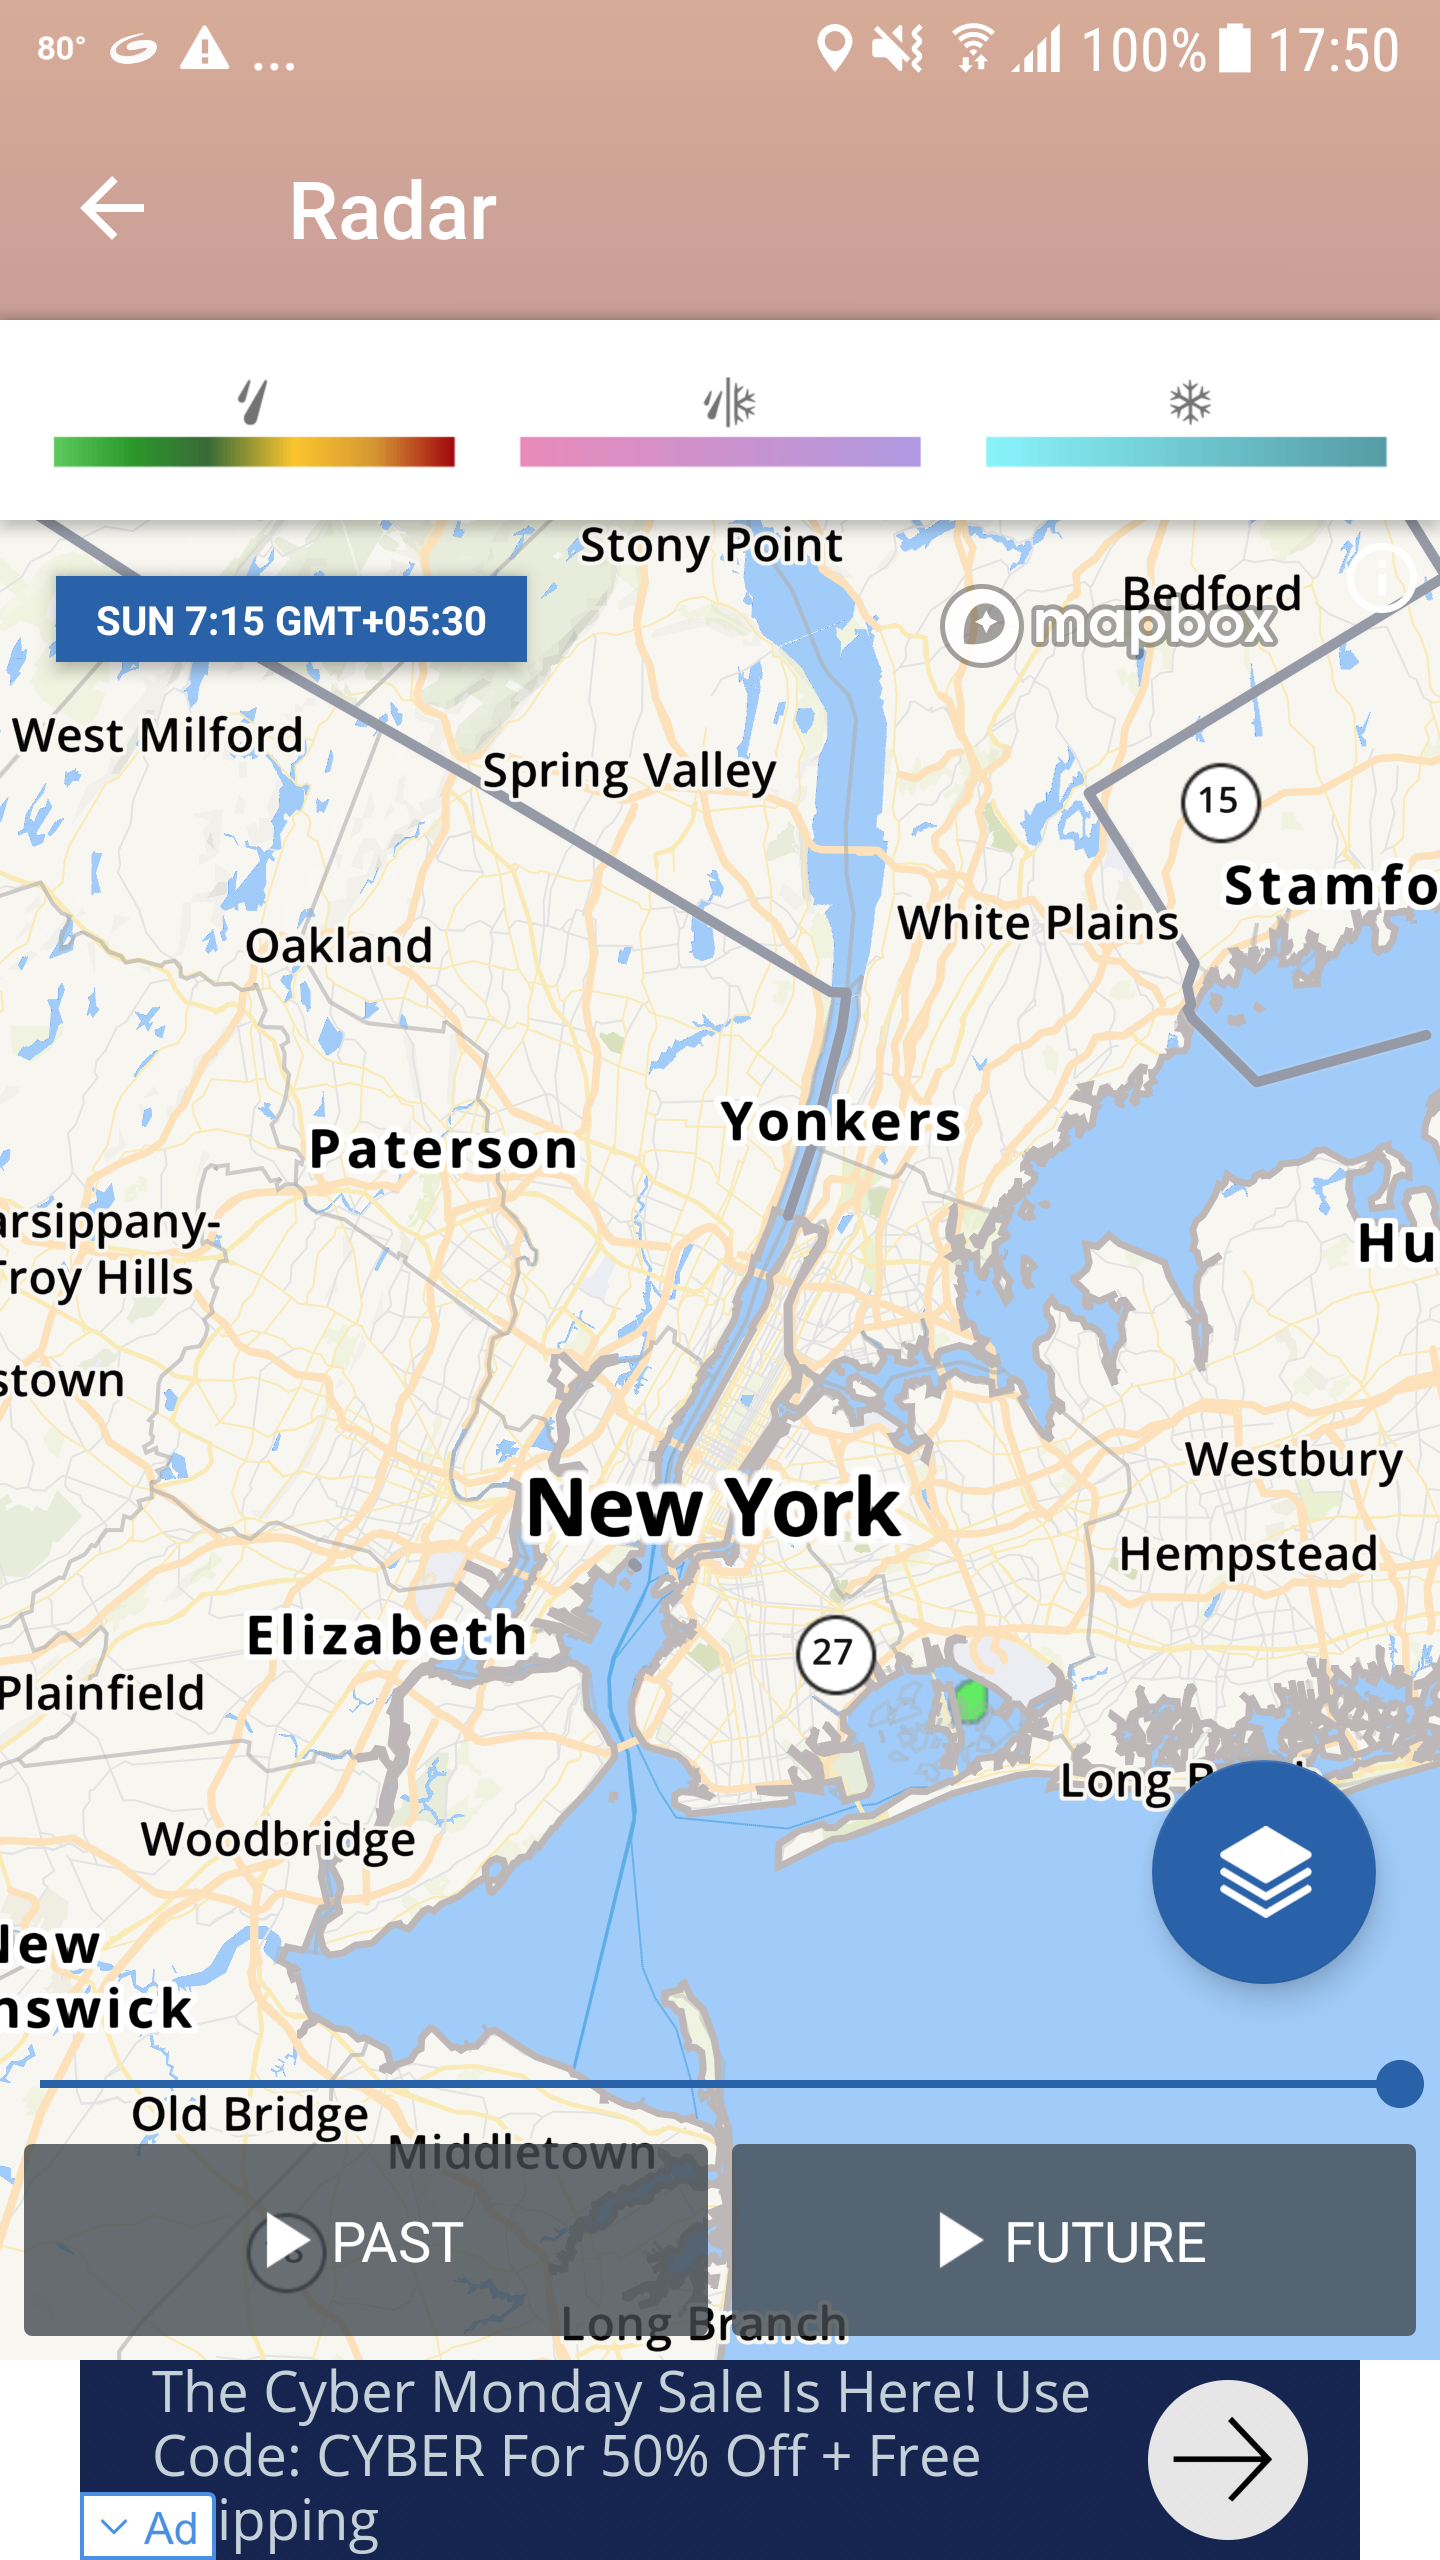 80° ... 100% 17:50
Radar
Stony Point
Bedford
SUN 7:15 GMT+05:30
mapbox
West Milford
Spring Valley
15
Stamfo
White Plains
Oakland
Yonkers
Paterson
arsippany-
Troy Hills
Hu
stown
Westbury
New York
Hempstead
Elizabeth
27
Plainfield
Long
Woodbridge
New
nswick
Old Bridge
Middletown
PAST
FUTURE
Long Branch
The Cyber Monday Sale Is Here! Use
Code: CYBER For 50% Off + Free
ipping
Ad